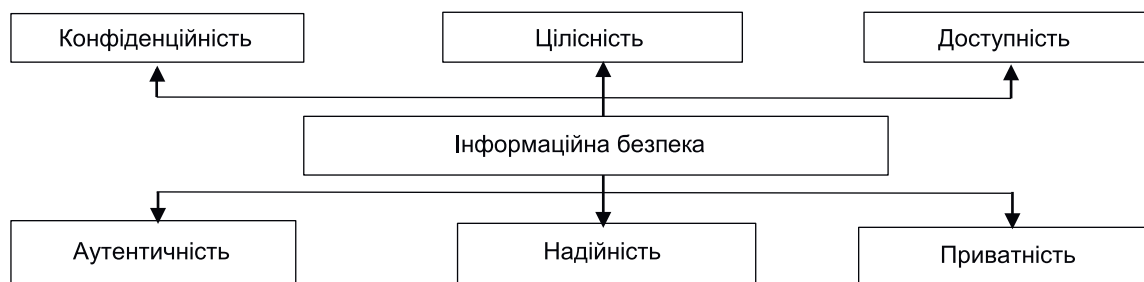 Конфіденційність
Цілісність
Доступність
Інформаційна безпека
Аутентичність
Надійність
Приватність